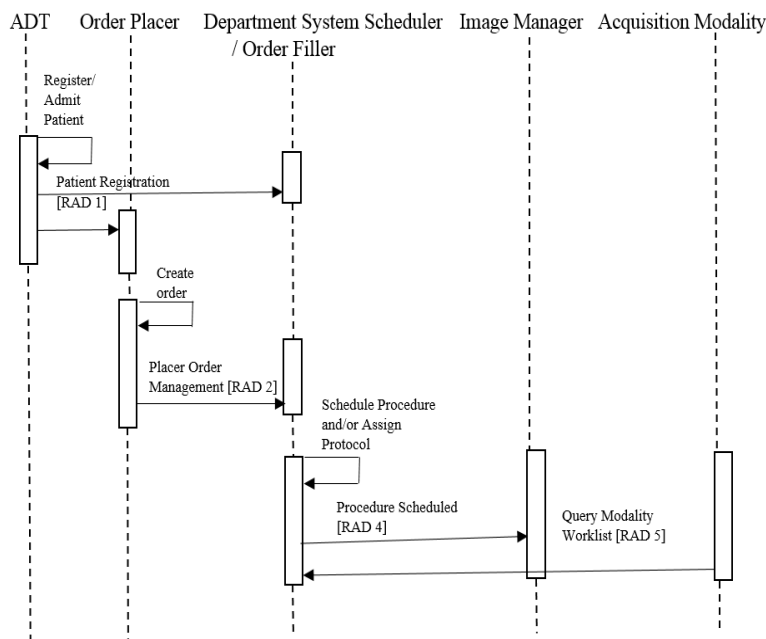 ADT
Order Placer
Department System Scheduler
/ Order Filler
Image Manager
Acquisition Modality
Register/
Admit
Patient
Patient Registration
[RAD 1]
Create
order
Placer Order
Management [RAD 2]
Schedule Procedure
and/or Assign
Protocol
Procedure Scheduled
[RAD 4]
Query Modality
Worklist [RAD 5]